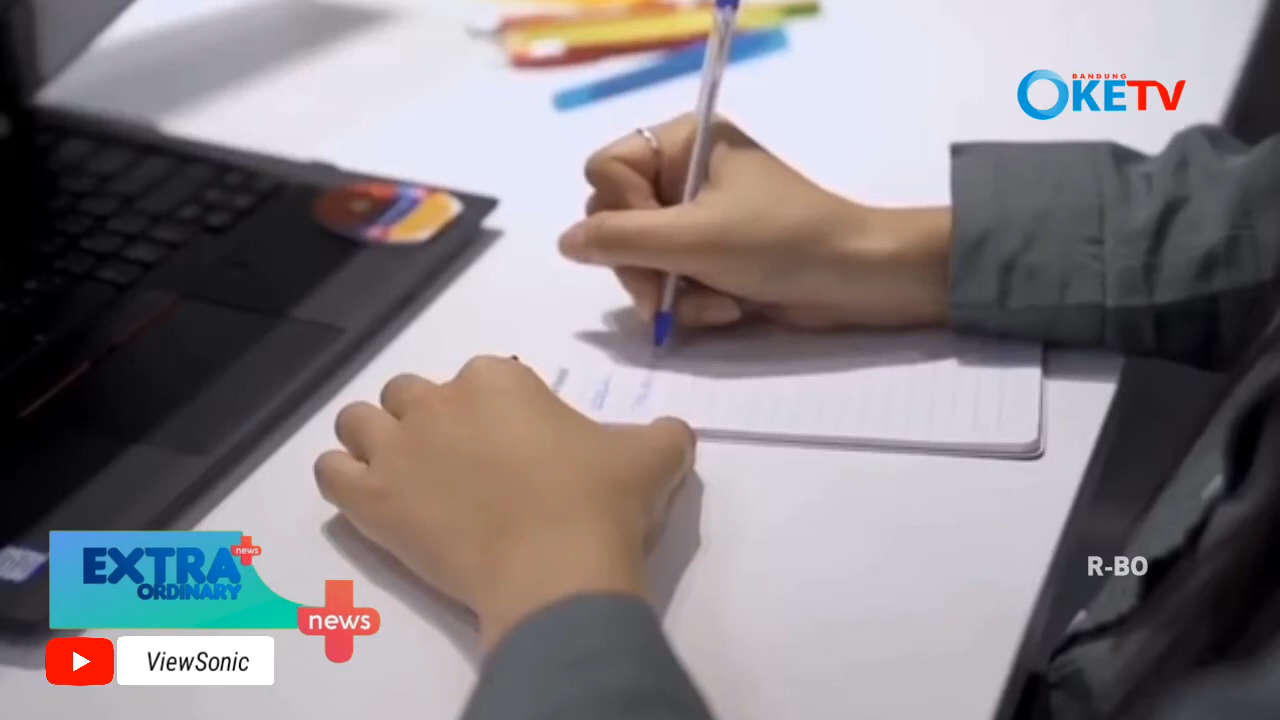 BANDUNG
OKETV
EXTRA news
ORDINARY
news
R-BO
ViewSonic